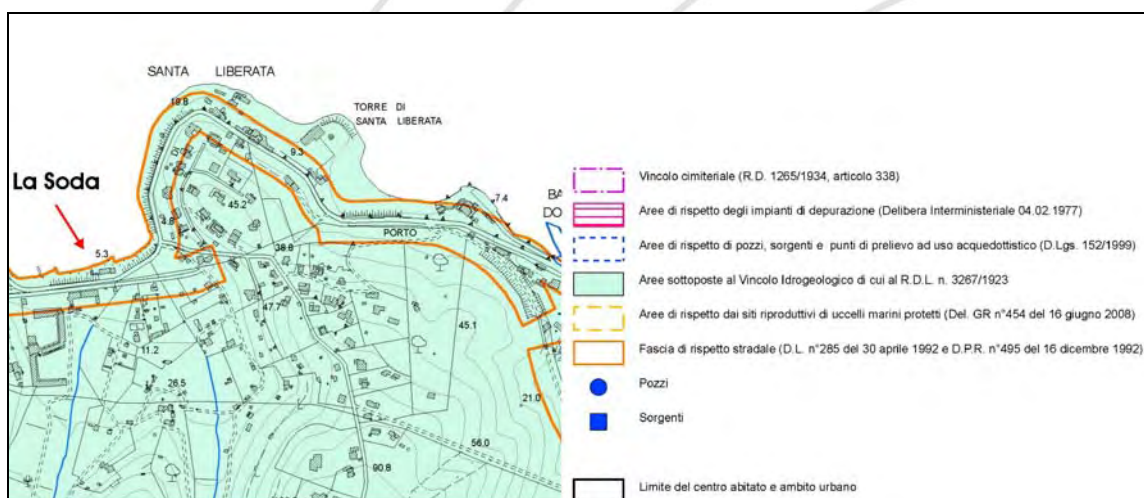 SANTA LIBERATA
19.8
TORRE DI
SANTA LIBERATA
9.3
La Soda
45.2
7.4
BA
DO
5.3
PORTO
38.8
47.7
45.1
11.2
26.5
21.0
56.0
90.8
Vincolo cimiteriale (R.D. 1265/1934, articolo 338)
Aree di rispetto degli impianti di depurazione (Delibera Interministeriale 04.02.1977)
Aree di rispetto di pozzi, sorgenti e punti di prelievo ad uso acquedottistico (D.Lgs. 152/1999)
Aree sottoposte al Vincolo Idrogeologico di cui al R.D.L. n. 3267/1923
Aree di rispetto dai siti riproduttivi di uccelli marini protetti (Del. GR n°454 del 16 giugno 2008)
Fascia di rispetto stradale (D.L. n°285 del 30 aprile 1992 e D.P.R. n°495 del 16 dicembre 1992)
Pozzi
Sorgenti
Limite del centro abitato e ambito urbano